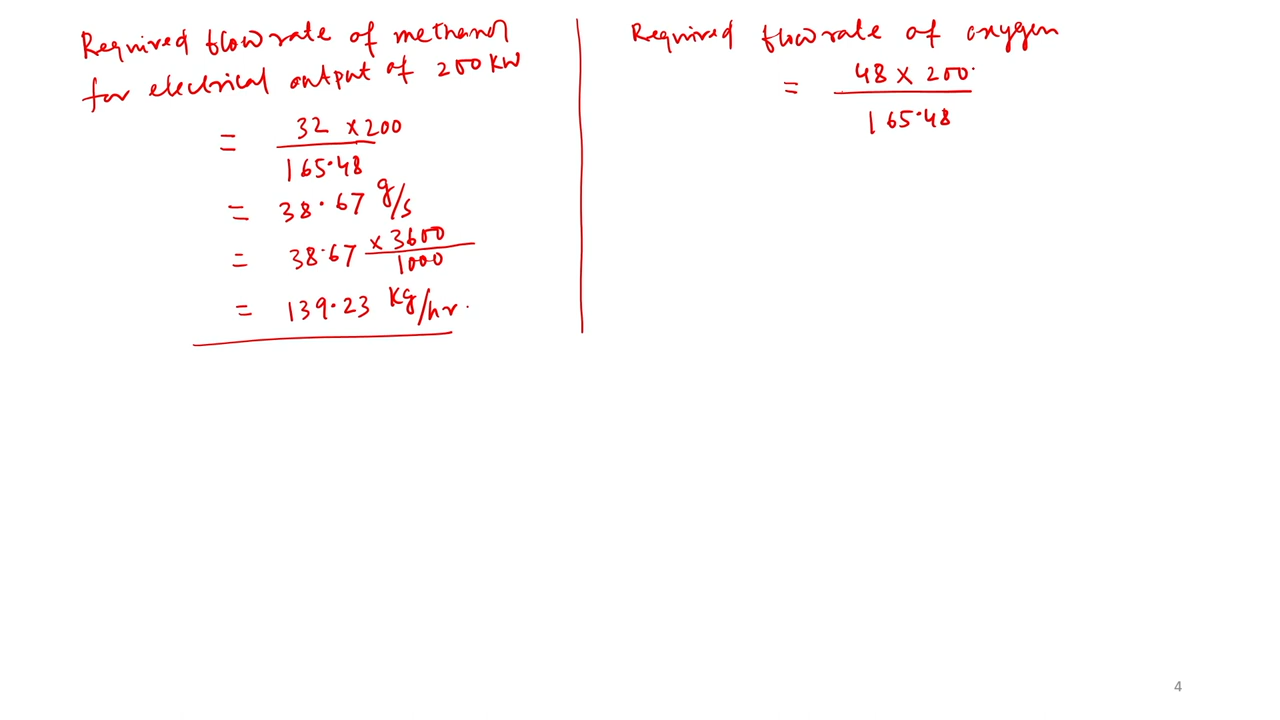 Required flow rate of methanol
for electrical output of 200 KW
= 32 × 200 / 165.48
= 38.67 g/s
= 38.67 × 3600 / 1000
= 139.23 Kg/hr.
Required flow rate of oxygen
= 48 × 200 / 165.48
4